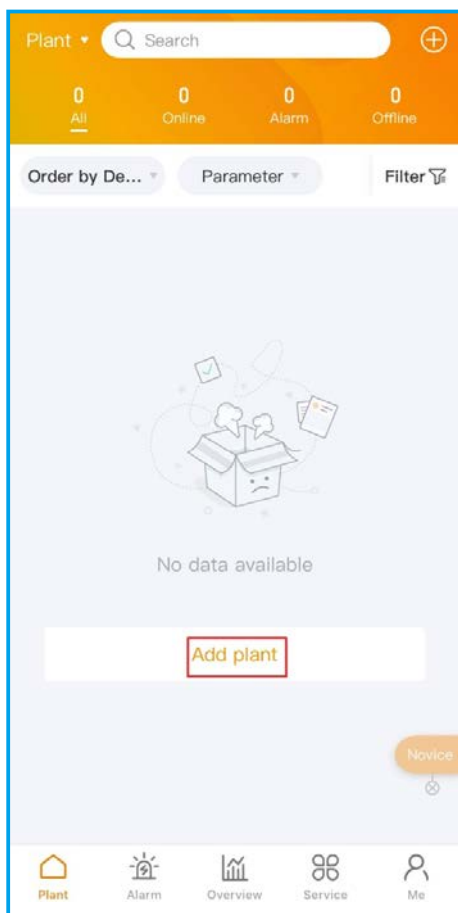 Plant Search
0 0 0 0
All Online Alarm Offline
Order by De... Parameter Filter
No data available
Add plant
Novice
Plant Alarm Overview Service Me